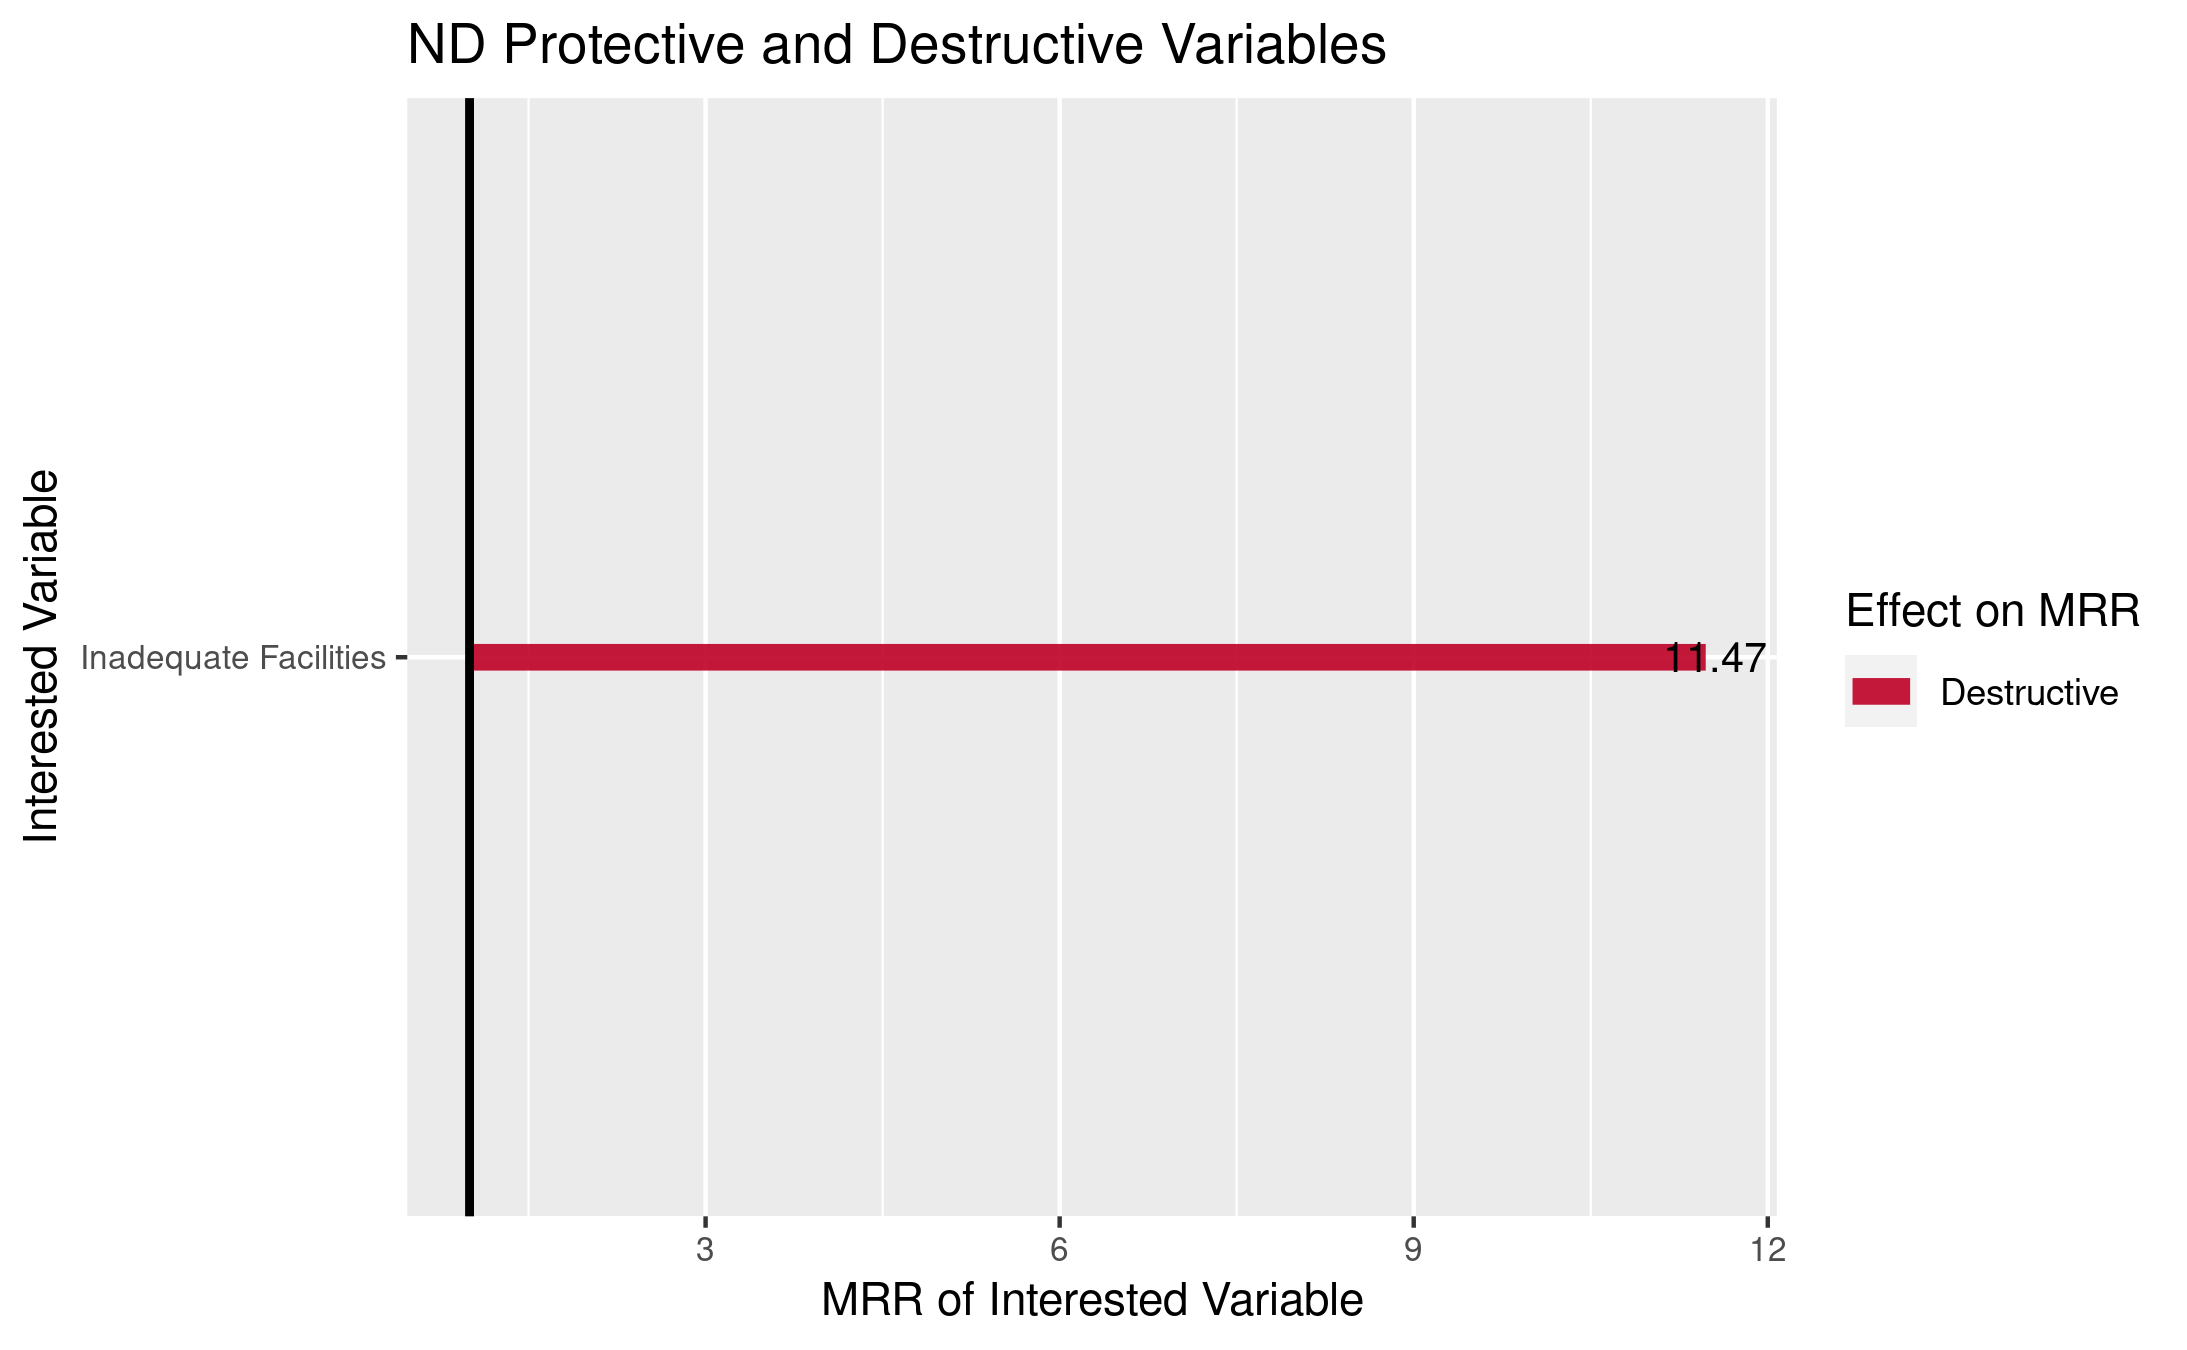 ND Protective and Destructive Variables
Interested Variable
Inadequate Facilities
11.47
Effect on MRR
Destructive
3
6
9
12
MRR of Interested Variable